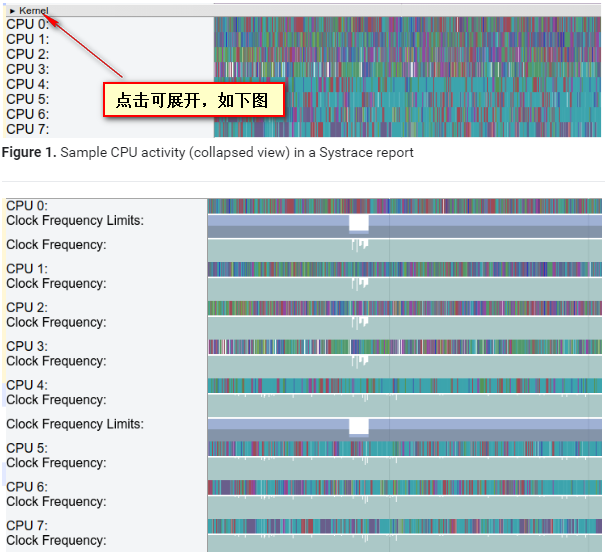 ► Kernel
CPU 0:
CPU 1:
CPU 2:
CPU 3:
CPU 4:
CPU 5:
CPU 6:
CPU 7:
点击可展开，如下图
Figure 1. Sample CPU activity (collapsed view) in a Systrace report
CPU 0:
Clock Frequency Limits:
Clock Frequency:
CPU 1:
Clock Frequency:
CPU 2:
Clock Frequency:
CPU 3:
Clock Frequency:
CPU 4:
Clock Frequency:
Clock Frequency Limits:
CPU 5:
Clock Frequency:
CPU 6:
Clock Frequency:
CPU 7:
Clock Frequency: